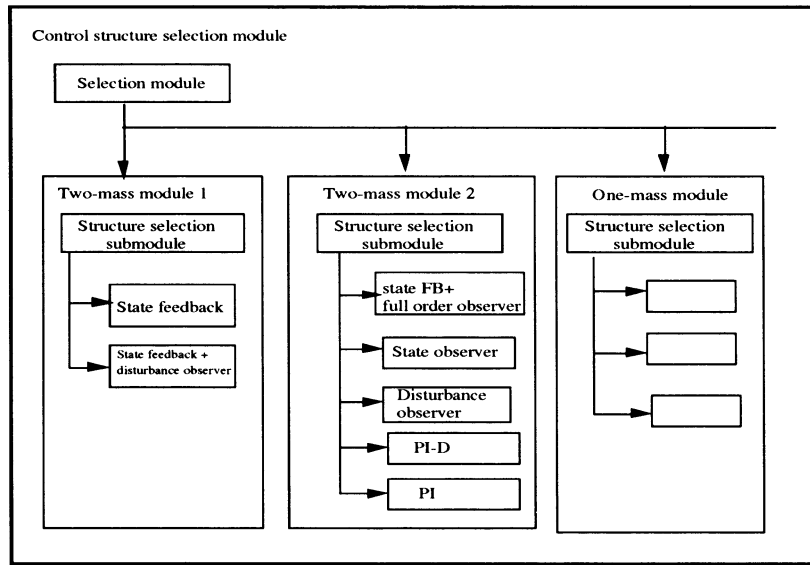 Control structure selection module
Selection module
Two-mass module 1
Structure selection
submodule
State feedback
State feedback +
disturbance observer
Two-mass module 2
Structure selection
submodule
state FB+
full order observer
State observer
Disturbance
observer
PI-D
PI
One-mass module
Structure selection
submodule